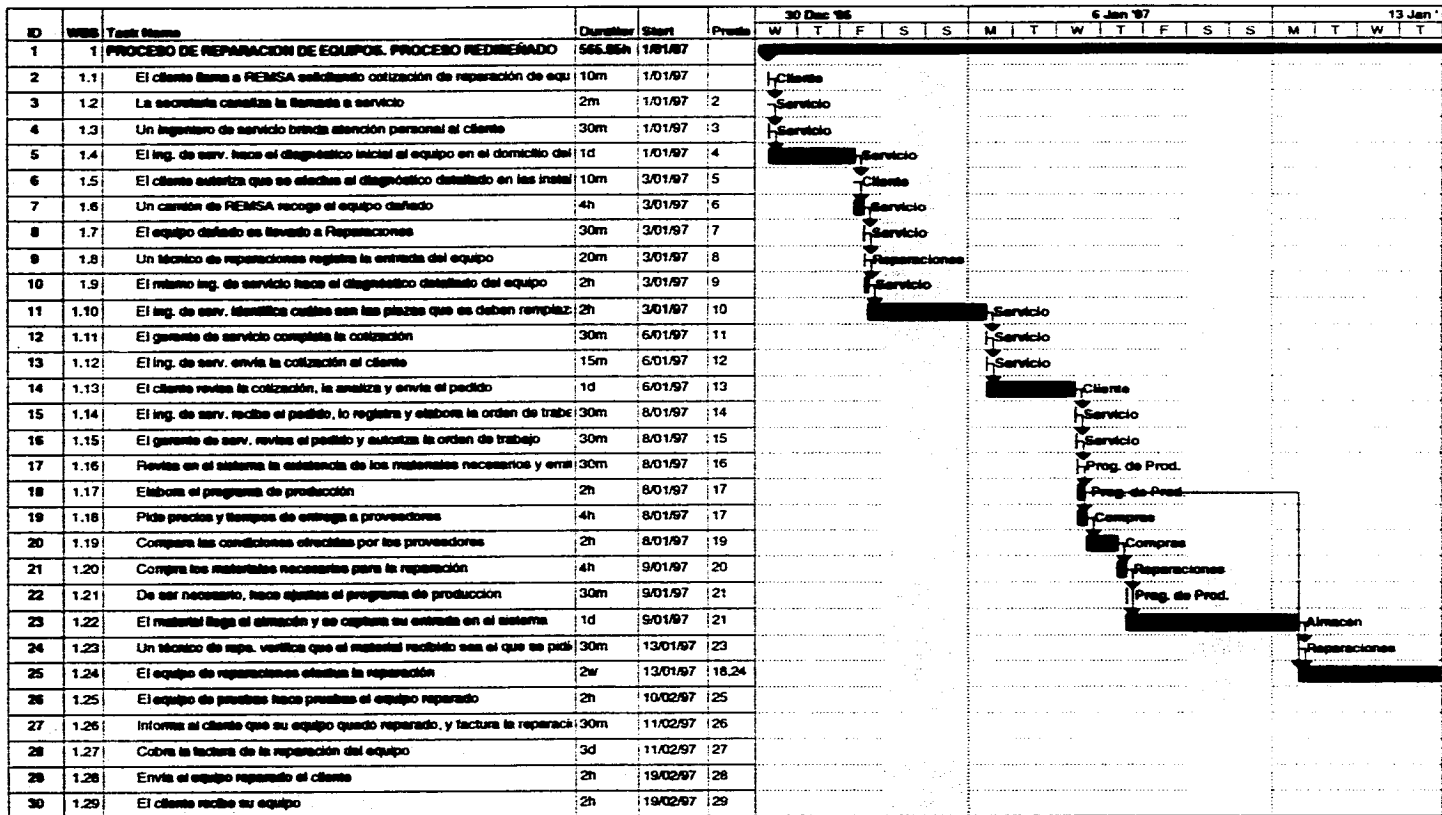 30 Dec '96 6 Jan '97 13 Jan '
ID WBS Task Name Duration Start Prede W T F S S M T W T F S S M T W T
1 1 PROCESO DE REPARACION DE EQUIPOS. PROCESO REDISEÑADO 1/01/97
2 1.1 El cliente llama a REMSA solicitando cotización de reparación de equ 10m 1/01/97 Cliente
3 1.2 La secretaria canaliza la llamada a servicio 2m 1/01/97 2 Servicio
4 1.3 Un ingeniero de servicio brinda atención personal al cliente 30m 1/01/97 3 Servicio
5 1.4 El ing. de serv. hace el diagnóstico inicial al equipo en el domicilio del 1d 1/01/97 4 Servicio
6 1.5 El cliente autoriza que se efectue el diagnóstico detallado en las instal 10m 3/01/97 5 Cliente
7 1.6 Un camión de REMSA recoge el equipo dañado 4h 3/01/97 6 Servicio
8 1.7 El equipo dañado es llevado a Reparaciones 30m 3/01/97 7 Servicio
9 1.8 Un técnico de reparaciones registra la entrada del equipo 20m 3/01/97 8 Reparaciones
10 1.9 El mismo ing. de servicio hace el diagnóstico detallado del equipo 2h 3/01/97 9 Servicio
11 1.10 El ing. de serv. identifica cuáles son las piezas que se deben remplaz 2h 3/01/97 10 Servicio
12 1.11 El gerente de servicio completa la cotización 30m 6/01/97 11 Servicio
13 1.12 El ing. de serv. envía la cotización al cliente 15m 6/01/97 12 Servicio
14 1.13 El cliente revisa la cotización, la analiza y envía el pedido 1d 6/01/97 13 Cliente
15 1.14 El ing. de serv. recibe el pedido, lo registra y elabora la orden de trabe 30m 8/01/97 14 Servicio
16 1.15 El gerente de serv. revisa el pedido y autoriza la orden de trabajo 30m 8/01/97 15 Servicio
17 1.16 Revisa en el sistema la existencia de los materiales necesarios y emit 30m 8/01/97 16 Prog. de Prod.
18 1.17 Elabora el programa de producción 2h 8/01/97 17 Prog. de Prod.
19 1.18 Pide precios y tiempos de entrega a proveedores 4h 8/01/97 17 Compras
20 1.19 Compara las condiciones ofrecidas por los proveedores 2h 8/01/97 19 Compras
21 1.20 Compra los materiales necesarios para la reparación 4h 9/01/97 20 Reparaciones
22 1.21 De ser necesario, hace ajustes al programa de producción 30m 9/01/97 21 Prog. de Prod.
23 1.22 El material llega al almacén y se captura su entrada en el sistema 1d 9/01/97 21 Almacen
24 1.23 Un técnico de repa. verifica que el material recibido sea el que se pidi 30m 13/01/97 23 Reparaciones
25 1.24 El equipo de reparaciones efectua la reparación 2w 13/01/97 18,24
26 1.25 El equipo de pruebas hace pruebas al equipo reparado 2h 10/02/97 25
27 1.26 Informa al cliente que su equipo quedo reparado, y factura la reparaci 30m 11/02/97 26
28 1.27 Cobra la factura de la reparación del equipo 3d 11/02/97 27
29 1.28 Envía el equipo reparado al cliente 2h 19/02/97 28
30 1.29 El cliente recibe su equipo 2h 19/02/97 29